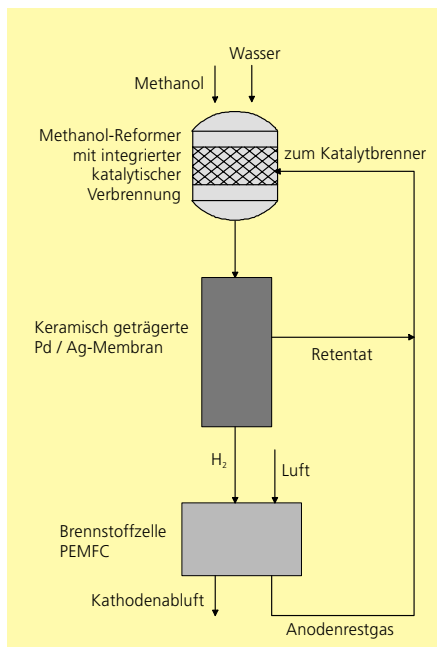 Wasser
Methanol
Methanol-Reformer
mit integrierter
katalytischer
Verbrennung
zum Katalytbrenner
Keramisch geträgerte
Pd / Ag-Membran
Retentat
H₂
Luft
Brennstoffzelle
PEMFC
Kathodenabluft
Anodenrestgas